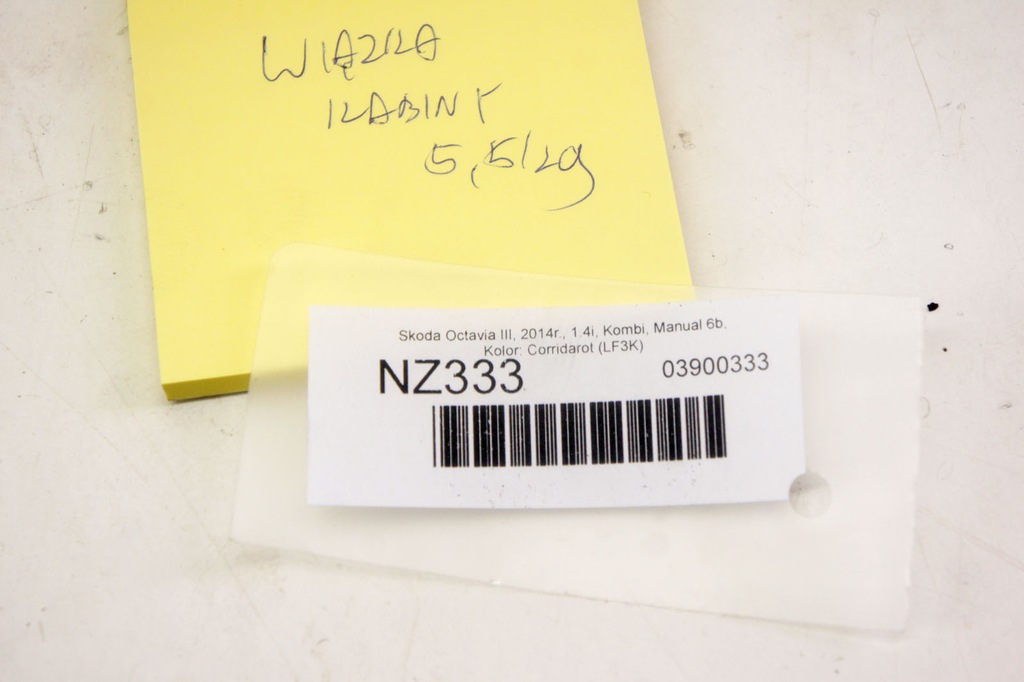 WIĄZKA
KABINY
5,5kg
Skoda Octavia III, 2014r., 1.4i, Kombi, Manual 6b,
Kolor: Corridarot (LF3K)
NZ333 03900333